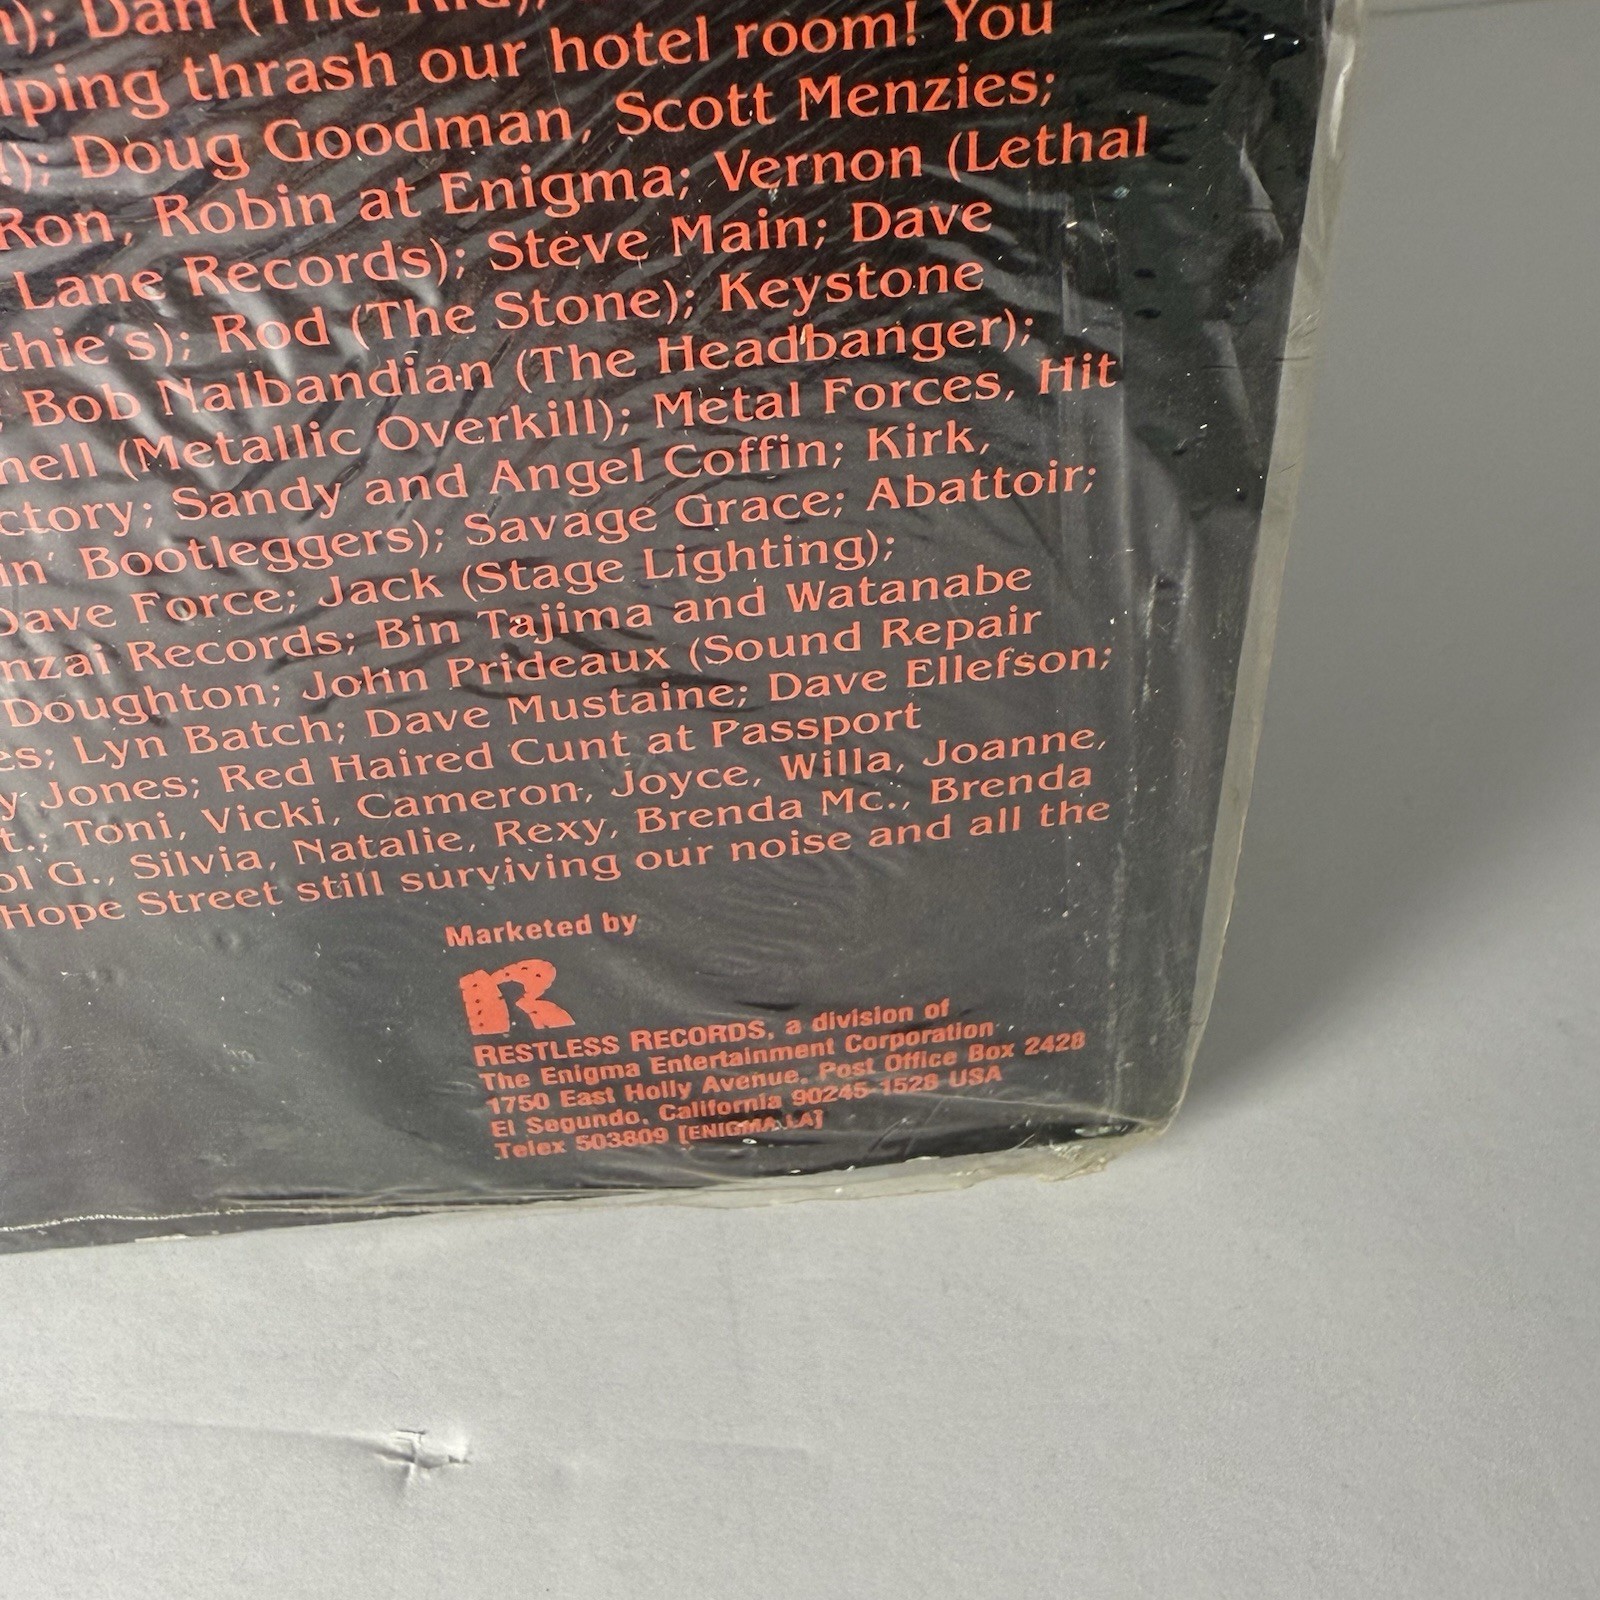 Dan (The Kid);
thrash our hotel room! You
Doug Goodman, Scott Menzies;
Ron, Robin at Enigma; Vernon (Lethal
Lane Records); Steve Main; Dave
thie's); Rod (The Stone); Keystone
; Bob Nalbandian (The Headbanger);
nell (Metallic Overkill); Metal Forces, Hit
ctory; Sandy and Angel Coffin; Kirk,
in' Bootleggers); Savage Grace; Abattoir;
Dave Force; Jack (Stage Lighting);
nzai Records; Bin Tajima and Watanabe
Doughton; John Prideaux (Sound Repair
es; Lyn Batch; Dave Mustaine; Dave Ellefson;
y Jones; Red Haired Cunt at Passport
t.; Toni, Vicki, Cameron, Joyce, Willa, Joanne,
ol G., Silvia, Natalie, Rexy, Brenda Mc., Brenda
Hope Street still surviving our noise and all the
Marketed by
R
RESTLESS RECORDS, a division of
The Enigma Entertainment Corporation
1750 East Holly Avenue, Post Office Box 2428
El Segundo, California 90245-1528 USA
Telex 503809 [ENIGMA LA]